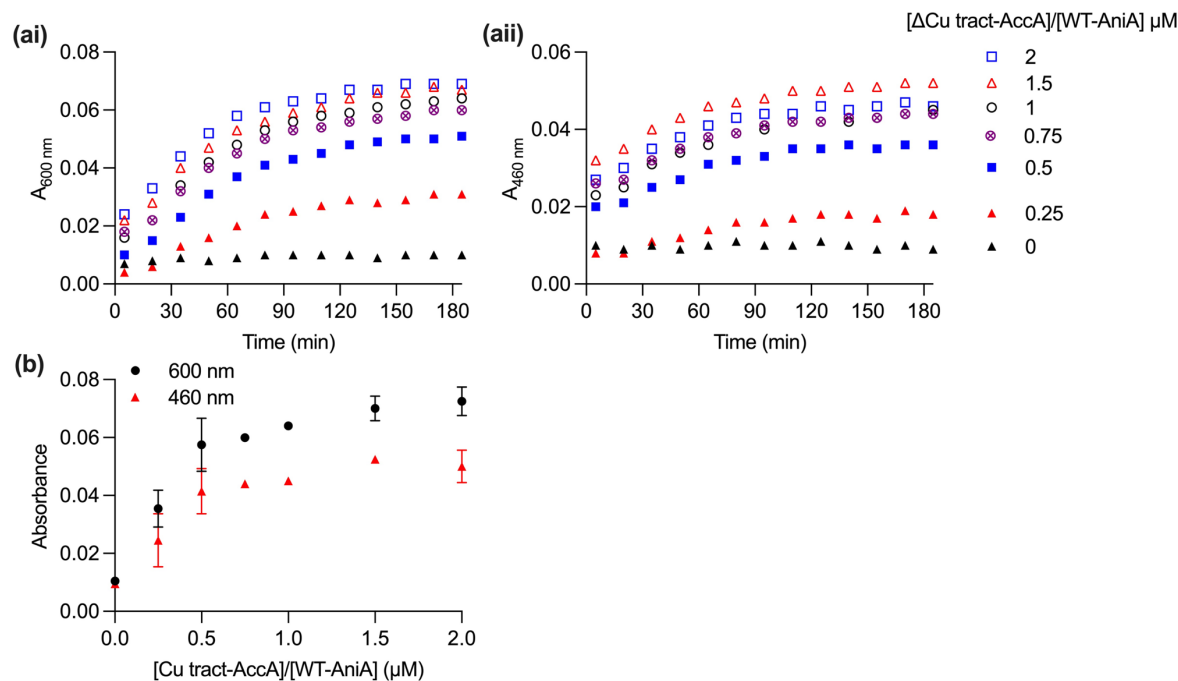 (ai)
0.08
0.06
0.04
0.02
0.00
A600 nm
0 30 60 90 120 150 180
Time (min)
(aii)
0.06
0.04
0.02
0.00
A460 nm
0 30 60 90 120 150 180
Time (min)
[ΔCu tract-AccA]/[WT-AniA] μM
2
1.5
1
0.75
0.5
0.25
0
(b)
600 nm
460 nm
0.08
0.06
0.04
0.02
0.00
Absorbance
0.0 0.5 1.0 1.5 2.0
[Cu tract-AccA]/[WT-AniA] (μM)